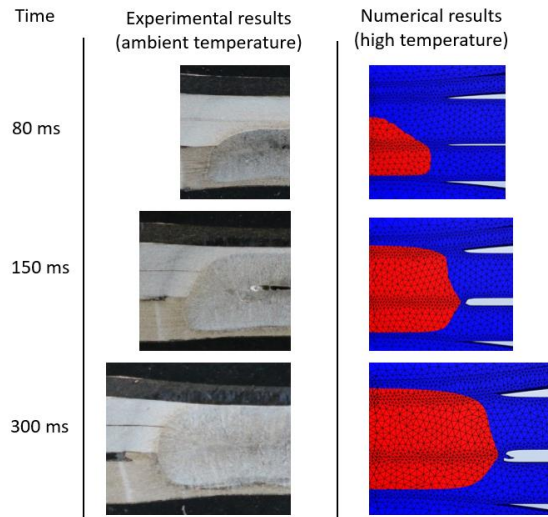 Time
Experimental results
(ambient temperature)
Numerical results
(high temperature)
80 ms
150 ms
300 ms